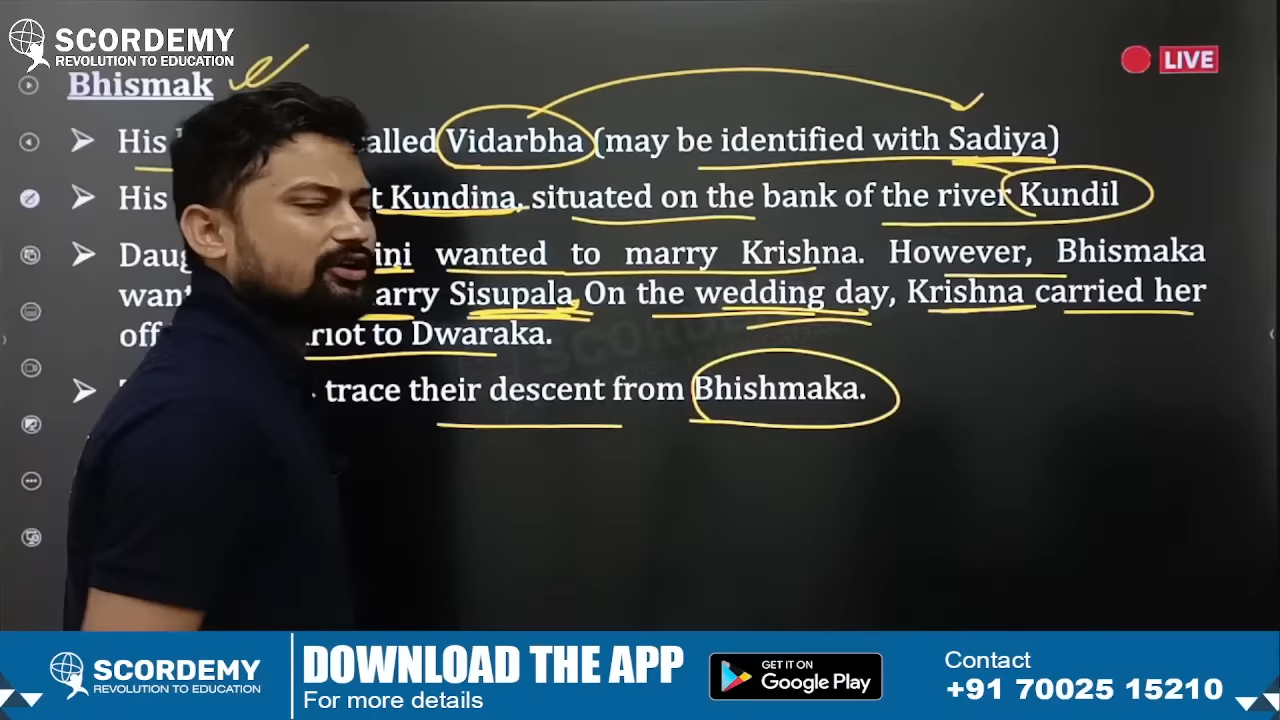 SCORDEMY
REVOLUTION TO EDUCATION
LIVE
Bhismak
His called Vidarbha (may be identified with Sadiya)
His t Kundina, situated on the bank of the river Kundil
Daug ini wanted to marry Krishna. However, Bhismaka
want arry Sisupala. On the wedding day, Krishna carried her
off riot to Dwaraka.
trace their descent from Bhishmaka.
SCORDEMY
SCORDEMY
REVOLUTION TO EDUCATION
DOWNLOAD THE APP
For more details
GET IT ON
Google Play
Contact
+91 70025 15210